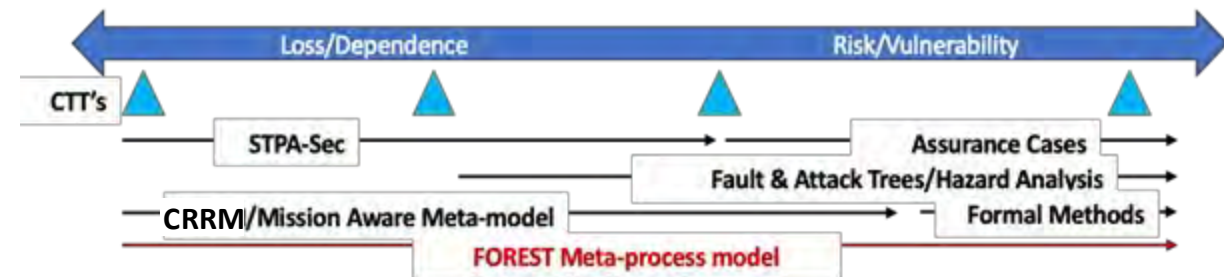 Loss/Dependence Risk/Vulnerability
CTT's
STPA-Sec Assurance Cases
Fault & Attack Trees/Hazard Analysis
CRRM/Mission Aware Meta-model Formal Methods
FOREST Meta-process model